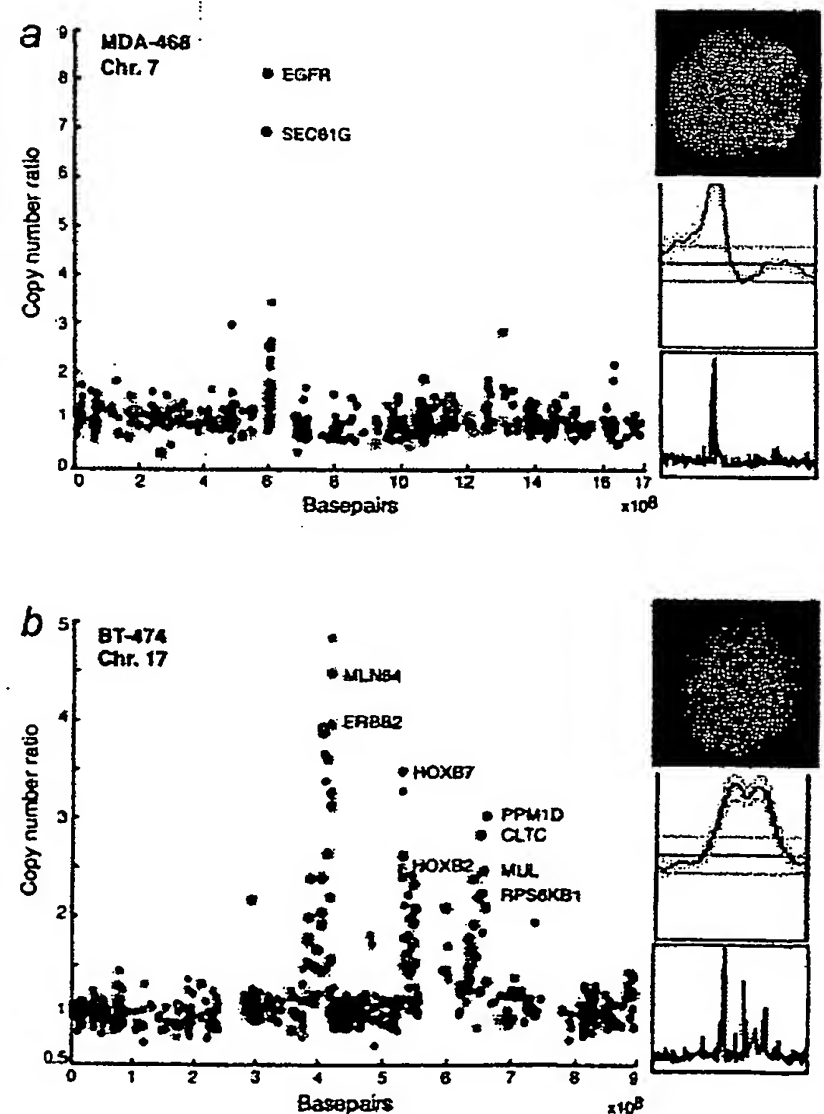 a
MDA-468
Chr. 7
EGFR
SEC61G
Copy number ratio
9
8
7
6
5
4
3
2
1
0
0 2 4 6 8 10 12 14 16 17
Basepairs
x10⁸
b
BT-474
Chr. 17
MLN64
ERBB2
HOXB7
PPM1D
CLTC
HOXB2
MUL
RPS6KB1
Copy number ratio
5
4
3
2
1
0.5
0 1 2 3 4 5 6 7 8 9
Basepairs
x10⁸